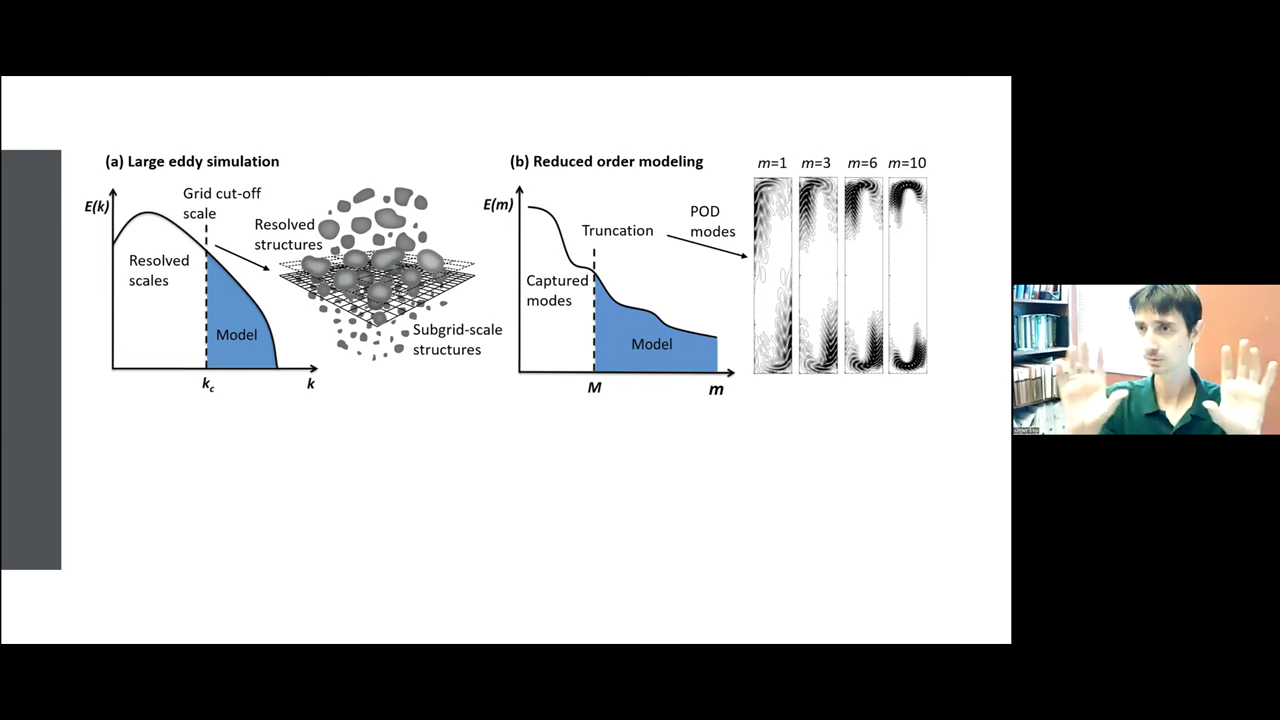 (a) Large eddy simulation
E(k)
Grid cut-off
scale
Resolved
scales
Resolved
structures
Model
Subgrid-scale
structures
kc
k
(b) Reduced order modeling
E(m)
Truncation
Captured
modes
Model
M
m
POD
modes
m=1
m=3
m=6
m=10